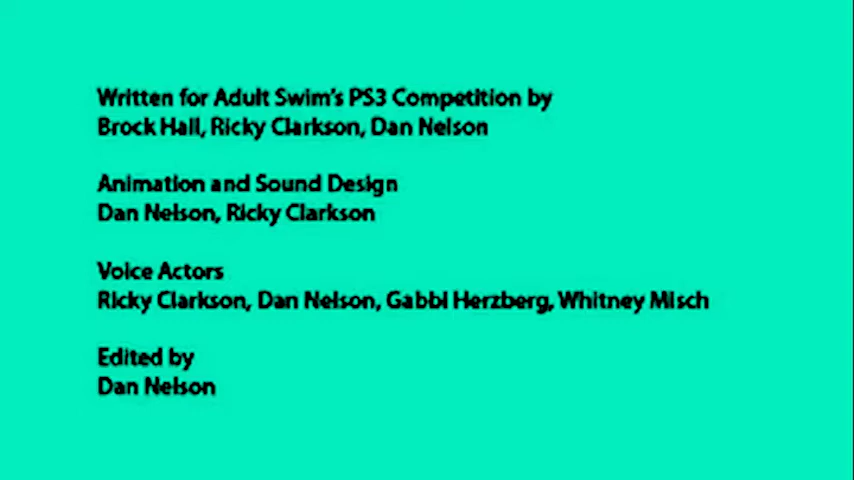 Written for Adult Swim's PS3 Competition by
Brock Hall, Ricky Clarkson, Dan Nelson
Animation and Sound Design
Dan Nelson, Ricky Clarkson
Voice Actors
Ricky Clarkson, Dan Nelson, Gabbi Herzberg, Whitney Misch
Edited by
Dan Nelson